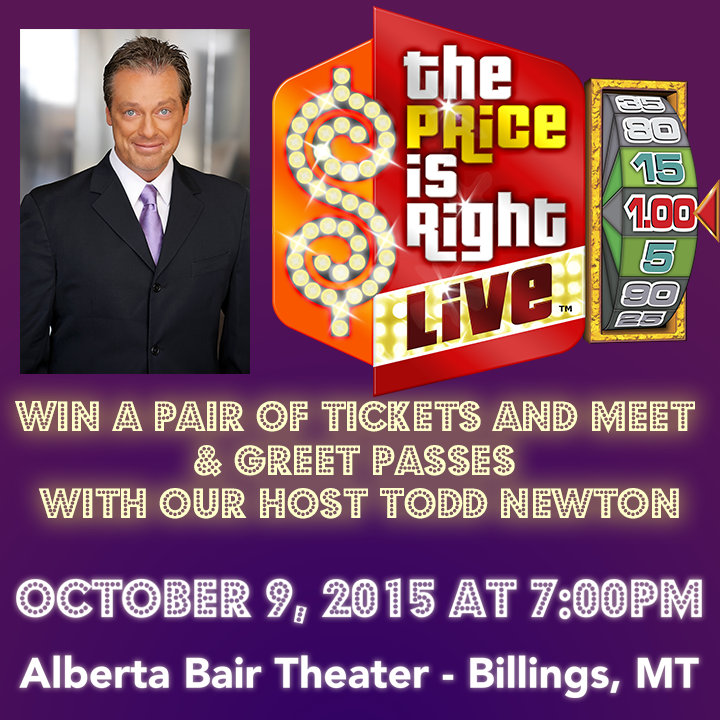 the
PRiCE
iS
Right
LiVE™
35
80
15
1.00
5
90
25
WIN A PAIR OF TICKETS AND MEET
& GREET PASSES
WITH OUR HOST TODD NEWTON
OCTOBER 9, 2015 AT 7:00PM
Alberta Bair Theater - Billings, MT